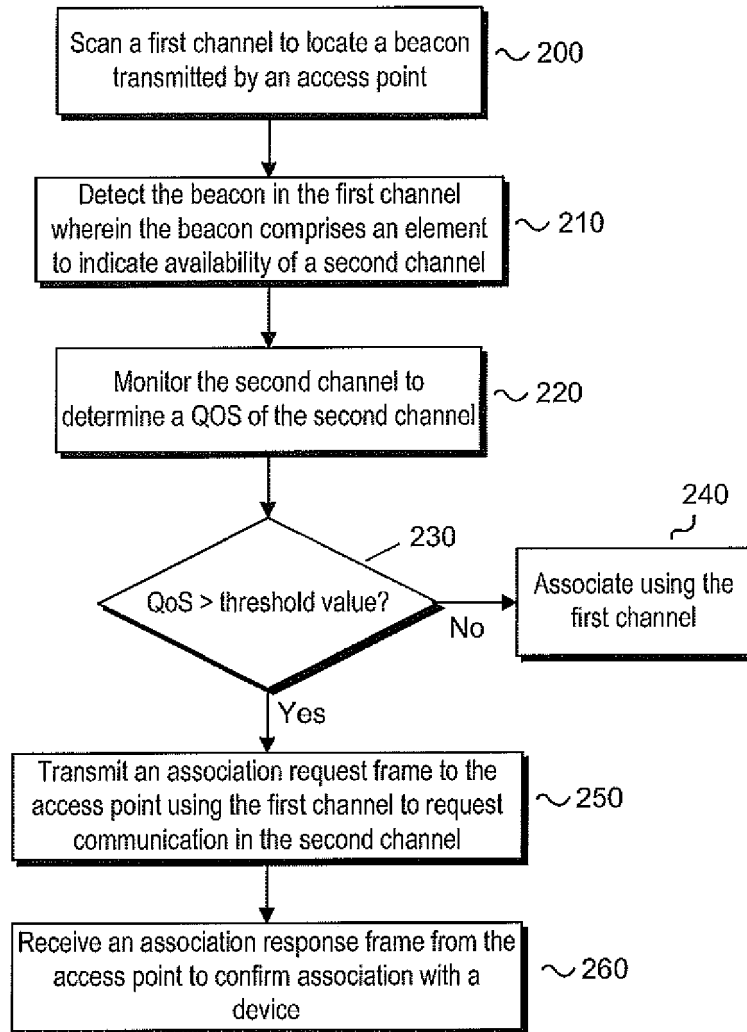 Scan a first channel to locate a beacon
transmitted by an access point
200
Detect the beacon in the first channel
wherein the beacon comprises an element
to indicate availability of a second channel
210
Monitor the second channel to
determine a QOS of the second channel
220
230
240
QoS > threshold value?
No
Associate using the
first channel
Yes
Transmit an association request frame to the
access point using the first channel to request
communication in the second channel
250
Receive an association response frame from the
access point to confirm association with a
device
260